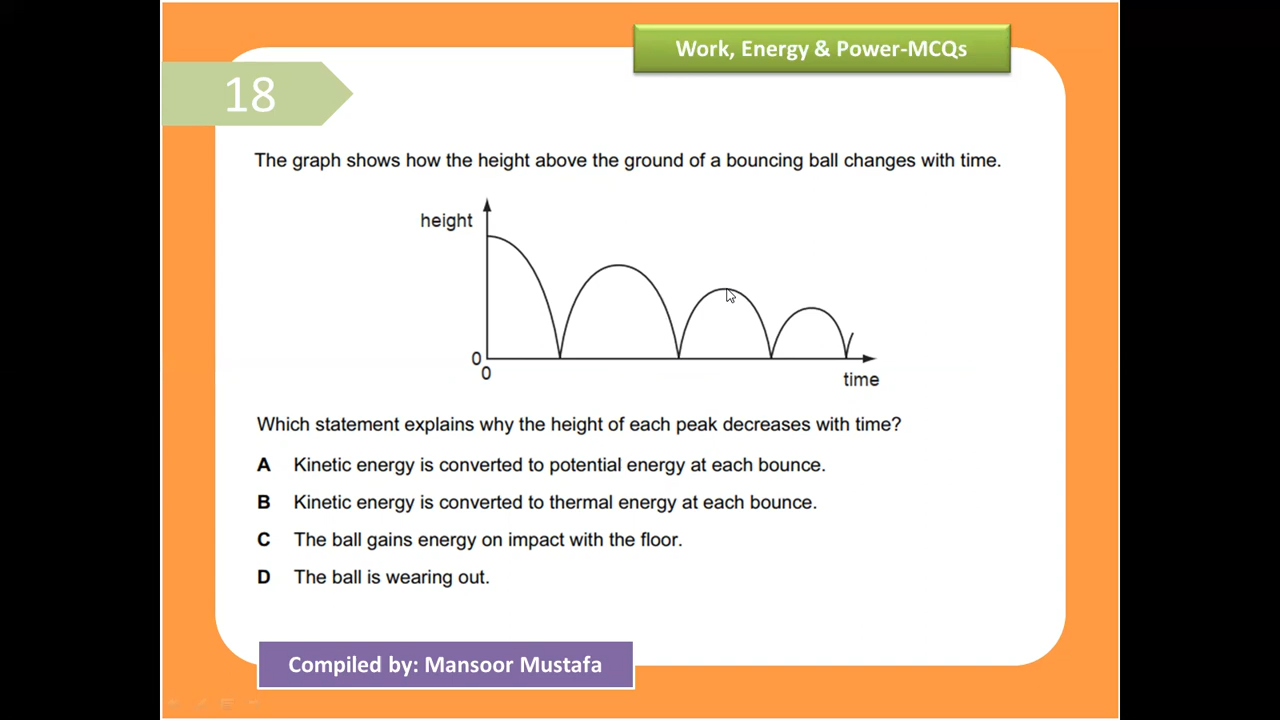 Work, Energy & Power-MCQs
18
The graph shows how the height above the ground of a bouncing ball changes with time.
height
0
0
time
Which statement explains why the height of each peak decreases with time?
A Kinetic energy is converted to potential energy at each bounce.
B Kinetic energy is converted to thermal energy at each bounce.
C The ball gains energy on impact with the floor.
D The ball is wearing out.
Compiled by: Mansoor Mustafa